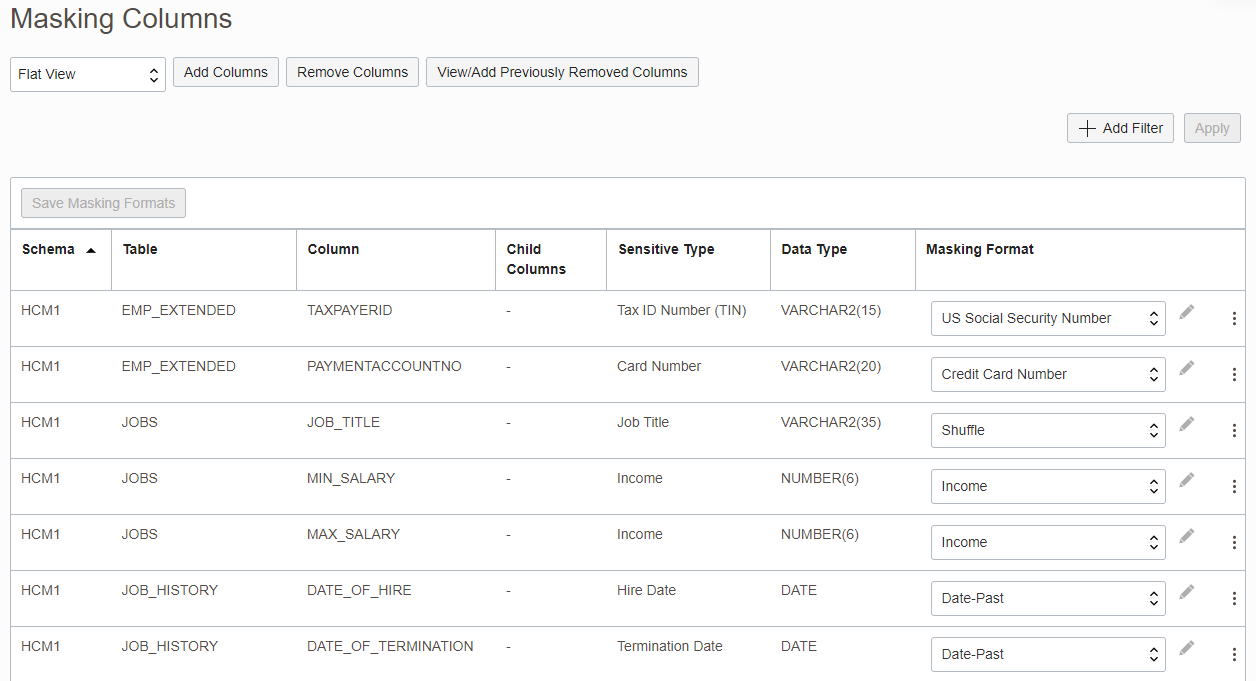 Masking Columns
Flat View Add Columns Remove Columns View/Add Previously Removed Columns
Add Filter Apply
Save Masking Formats
Schema Table Column Child Columns Sensitive Type Data Type Masking Format
HCM1 EMP_EXTENDED TAXPAYERID - Tax ID Number (TIN) VARCHAR2(15) US Social Security Number
HCM1 EMP_EXTENDED PAYMENTACCOUNTNO - Card Number VARCHAR2(20) Credit Card Number
HCM1 JOBS JOB_TITLE - Job Title VARCHAR2(35) Shuffle
HCM1 JOBS MIN_SALARY - Income NUMBER(6) Income
HCM1 JOBS MAX_SALARY - Income NUMBER(6) Income
HCM1 JOB_HISTORY DATE_OF_HIRE - Hire Date DATE Date-Past
HCM1 JOB_HISTORY DATE_OF_TERMINATION - Termination Date DATE Date-Past